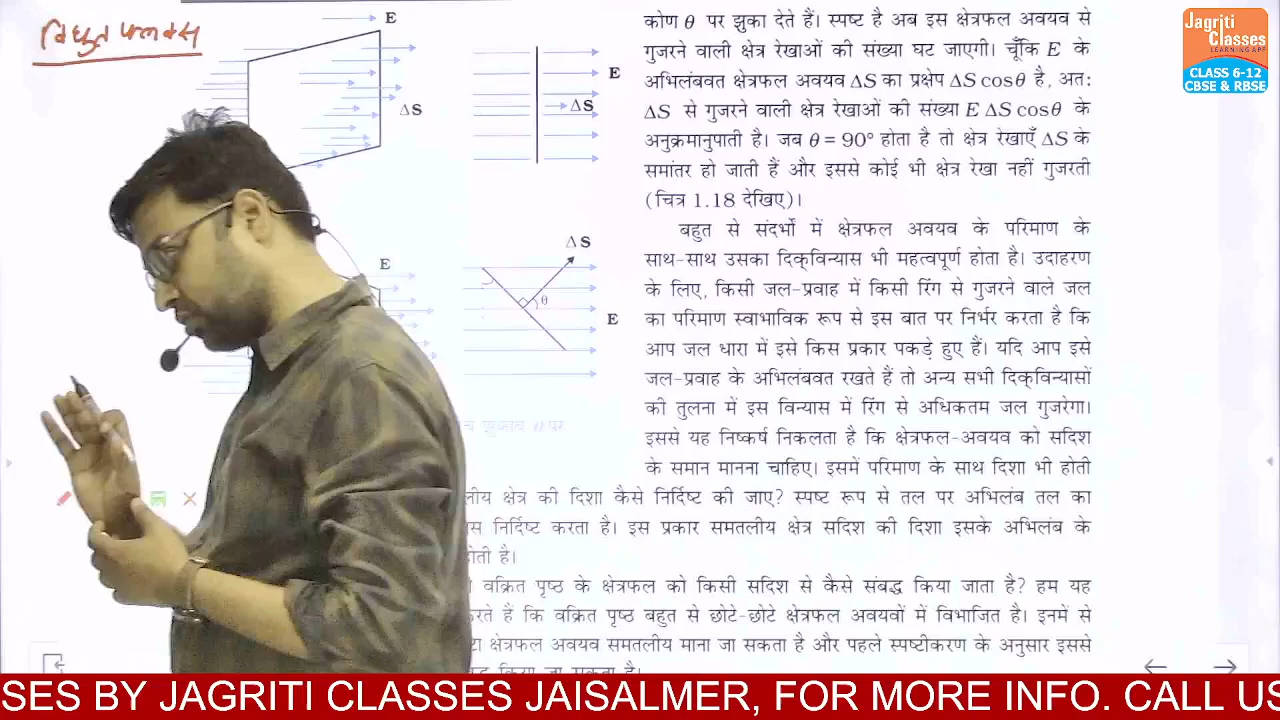 विद्युत फ्लक्स
E
ΔS
E
ΔS
E
ΔS
θ
E
कोण θ पर झुका देते हैं। स्पष्ट है अब इस क्षेत्रफल अवयव से
गुजरने वाली क्षेत्र रेखाओं की संख्या घट जाएगी। चूँकि E के
अभिलंबवत क्षेत्रफल अवयव ΔS का प्रक्षेप ΔS cosθ है, अत:
ΔS से गुजरने वाली क्षेत्र रेखाओं की संख्या E ΔS cosθ के
अनुक्रमानुपाती है। जब θ = 90° होता है तो क्षेत्र रेखाएँ ΔS के
समांतर हो जाती हैं और इससे कोई भी क्षेत्र रेखा नहीं गुजरती
(चित्र 1.18 देखिए)।
बहुत से संदर्भों में क्षेत्रफल अवयव के परिमाण के
साथ-साथ उसका दिक्‌विन्यास भी महत्वपूर्ण होता है। उदाहरण
के लिए, किसी जल-प्रवाह में किसी रिंग से गुजरने वाले जल
का परिमाण स्वाभाविक रूप से इस बात पर निर्भर करता है कि
आप जल धारा में इसे किस प्रकार पकड़े हुए हैं। यदि आप इसे
जल-प्रवाह के अभिलंबवत रखते हैं तो अन्य सभी दिक्‌विन्यासों
की तुलना में इस विन्यास में रिंग से अधिकतम जल गुजरेगा।
इससे यह निष्कर्ष निकलता है कि क्षेत्रफल-अवयव को सदिश
के समान मानना चाहिए। इसमें परिमाण के साथ दिशा भी होती
लीय क्षेत्र की दिशा कैसे निर्दिष्ट की जाए? स्पष्ट रूप से तल पर अभिलंब तल का
स निर्दिष्ट करता है। इस प्रकार समतलीय क्षेत्र सदिश की दिशा इसके अभिलंब के
होती है।
वक्रित पृष्ठ के क्षेत्रफल को किसी सदिश से कैसे संबद्ध किया जाता है? हम यह
करते हैं कि वक्रित पृष्ठ बहुत से छोटे-छोटे क्षेत्रफल अवयवों में विभाजित है। इनमें से
क्षेत्रफल अवयव समतलीय माना जा सकता है और पहले स्पष्टीकरण के अनुसार इससे
किया जा सकता है।
Jagriti
Classes
LEARNING APP
CLASS 6-12
CBSE & RBSE
SES BY JAGRITI CLASSES JAISALMER, FOR MORE INFO. CALL US